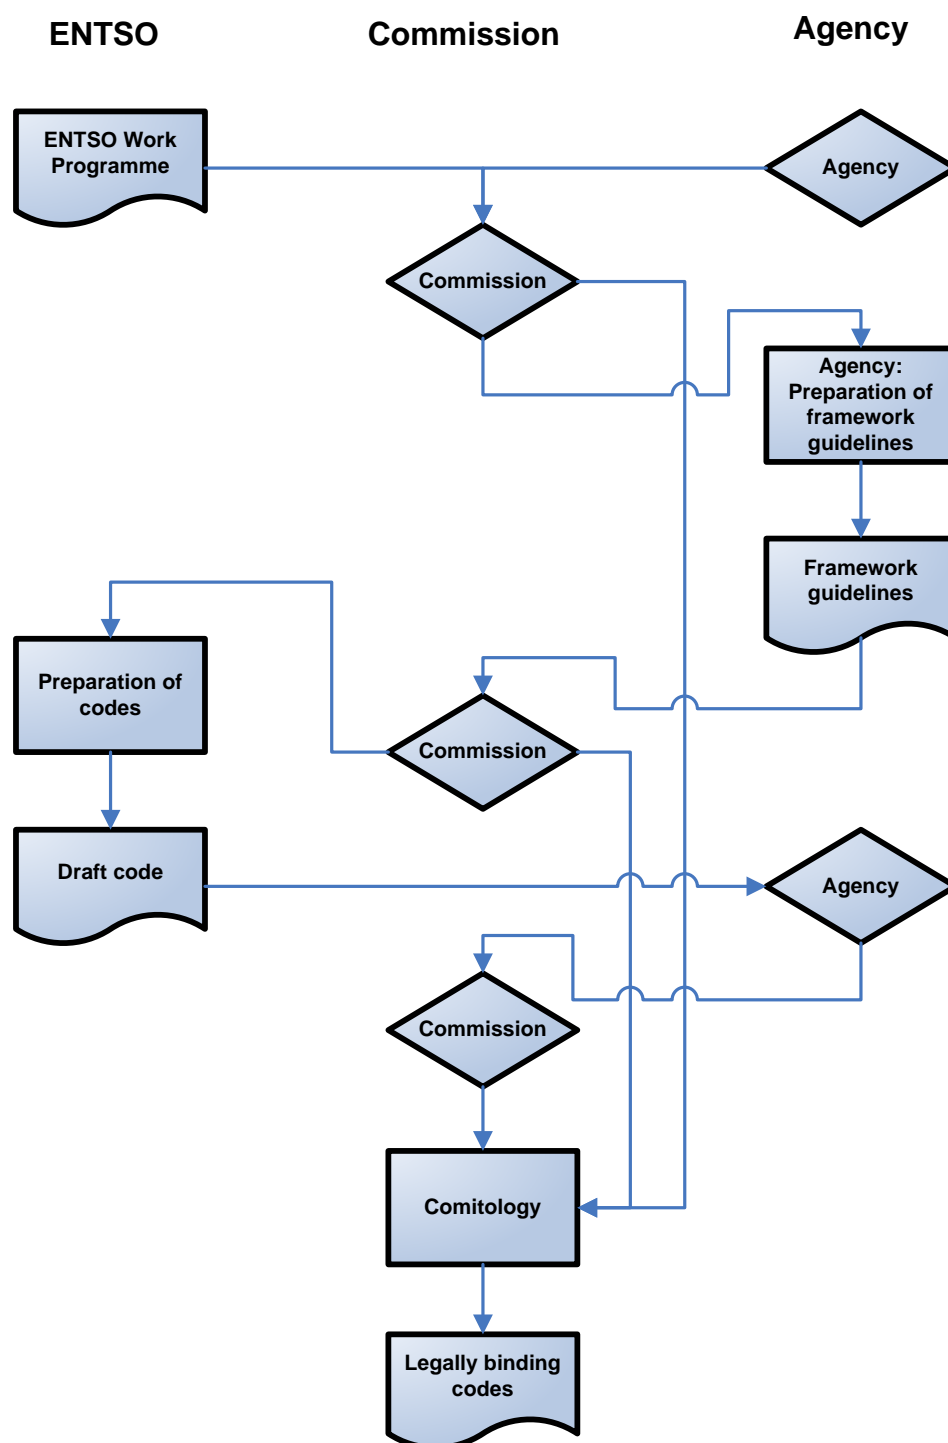 ENTSO
Commission
Agency
ENTSO Work
Programme
Agency
Commission
Agency:
Preparation of
framework
guidelines
Framework
guidelines
Preparation of
codes
Commission
Draft code
Agency
Commission
Comitology
Legally binding
codes